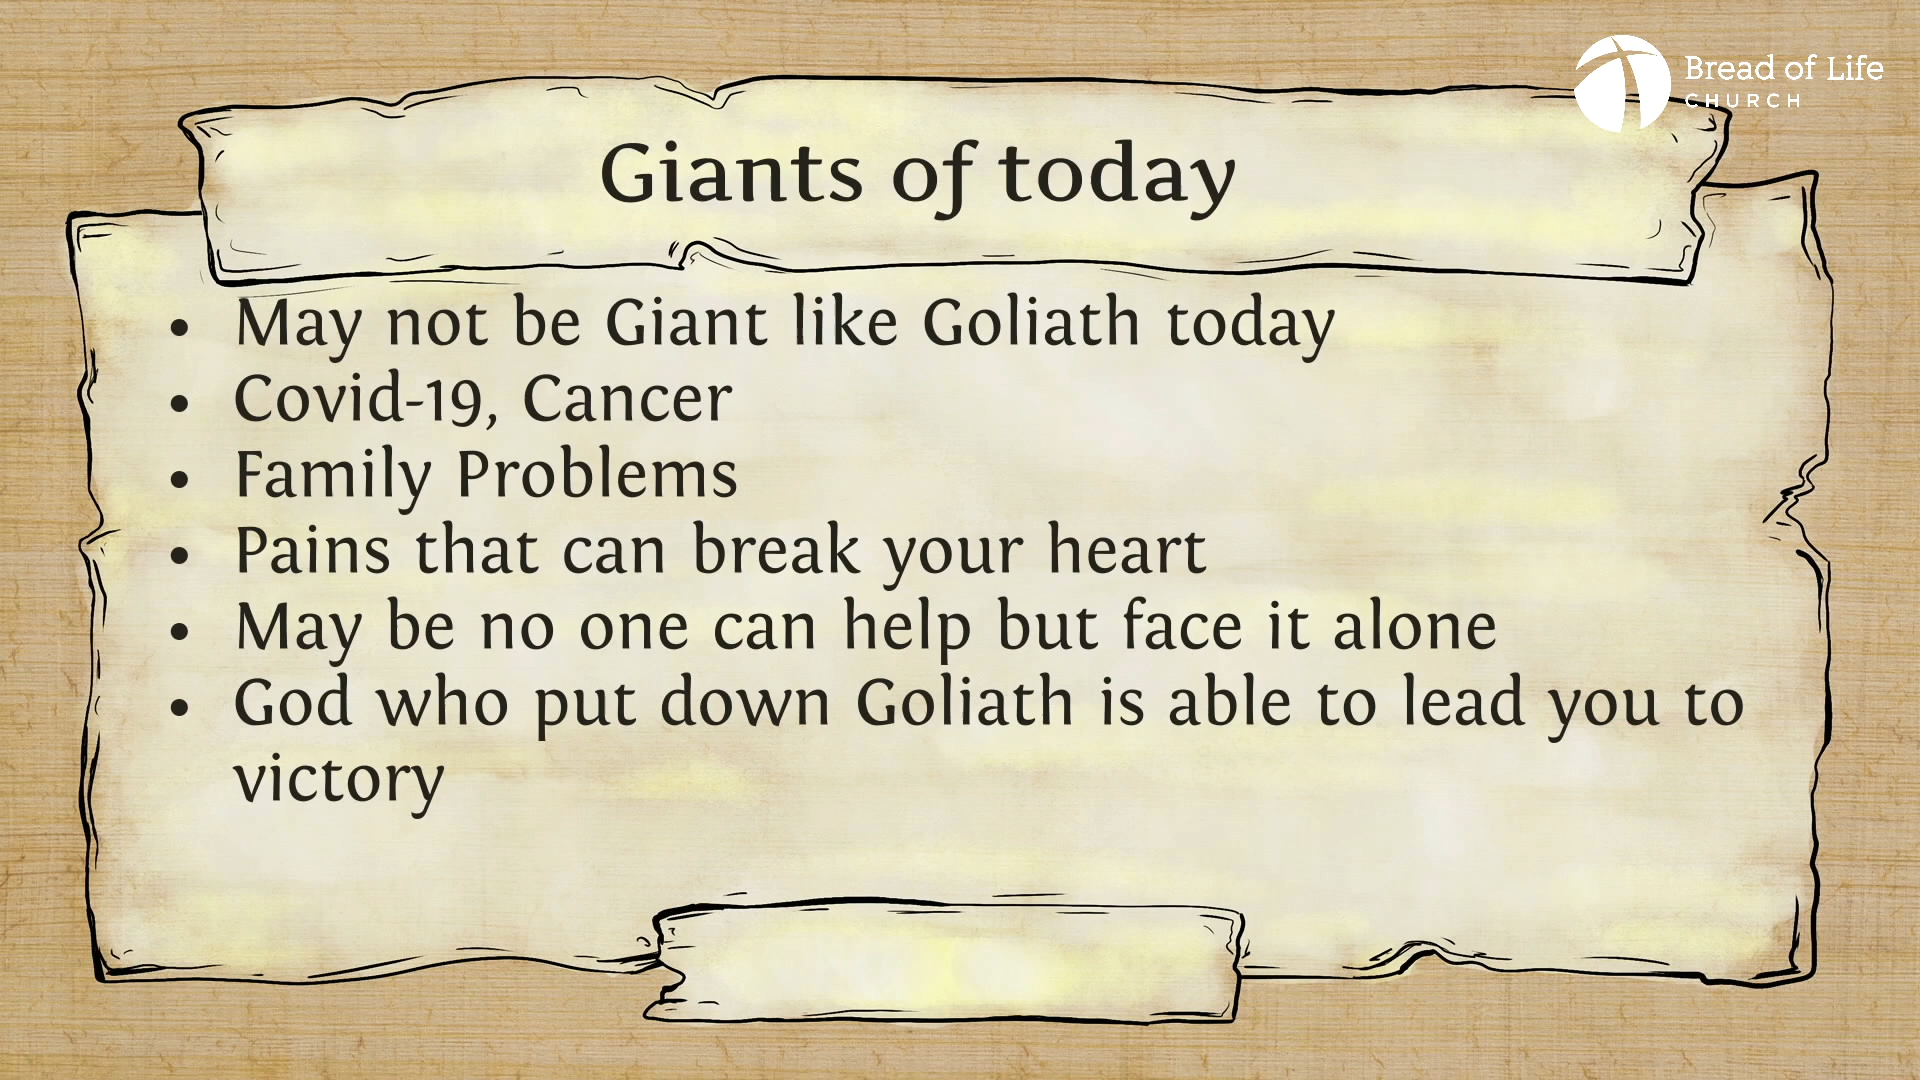 Bread of Life
CHURCH
Giants of today
• May not be Giant like Goliath today
• Covid-19, Cancer
• Family Problems
• Pains that can break your heart
• May be no one can help but face it alone
• God who put down Goliath is able to lead you to
victory